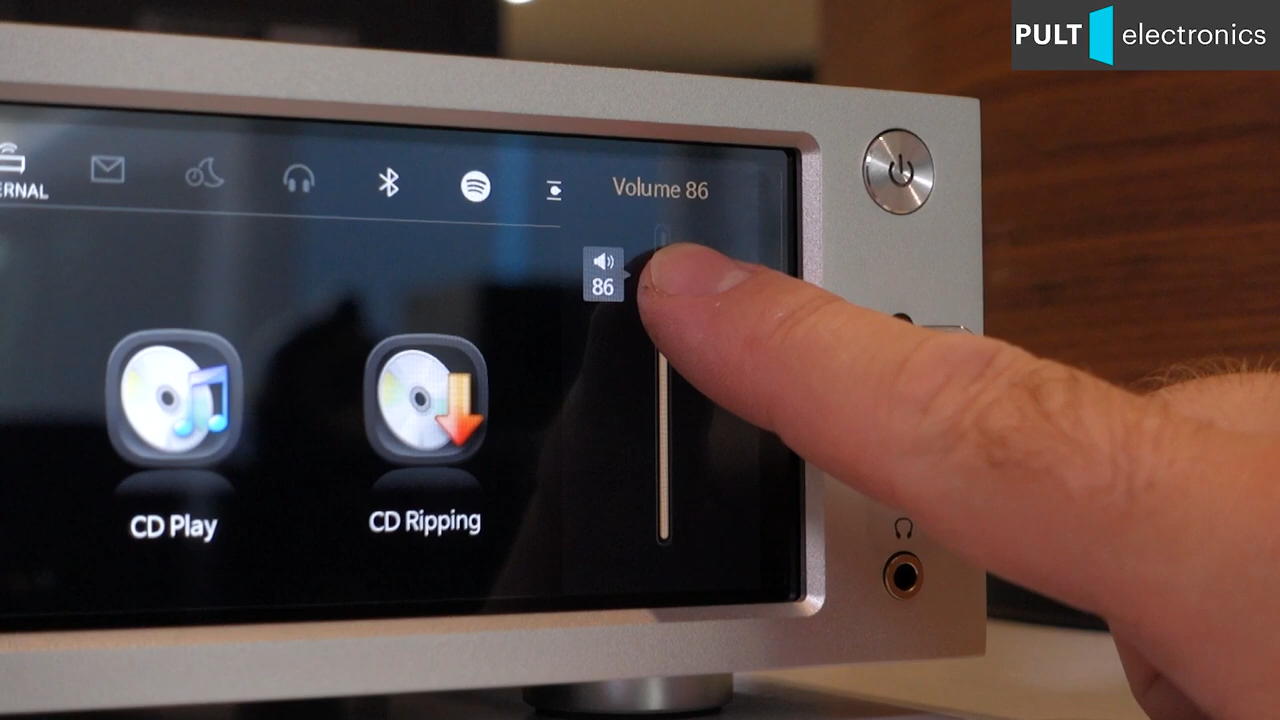 PULT electronics
ERNAL
Volume 86
86
CD Play
CD Ripping